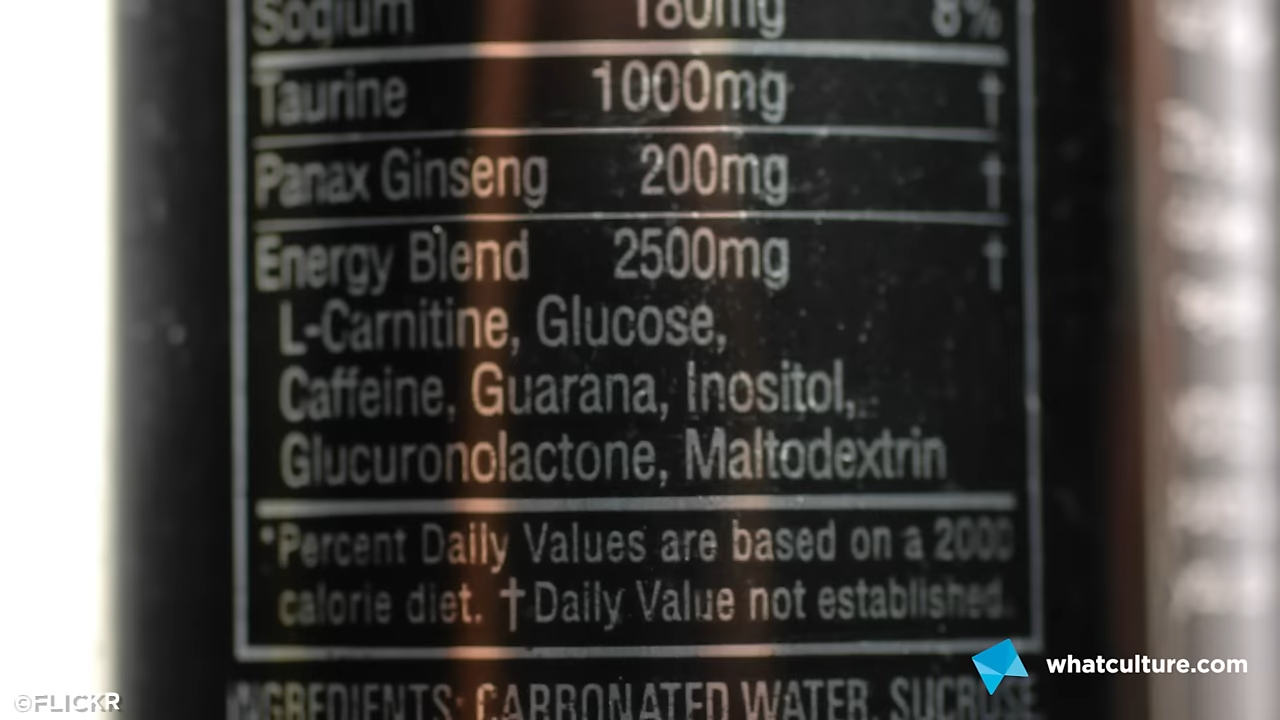 Sodium 180mg 8%
Taurine 1000mg †
Panax Ginseng 200mg †
Energy Blend 2500mg †
L-Carnitine, Glucose,
Caffeine, Guarana, Inositol,
Glucuronolactone, Maltodextrin
*Percent Daily Values are based on a 2000
calorie diet. †Daily Value not established.
INGREDIENTS: CARBONATED WATER, SUCROSE
whatculture.com
©FLICKR